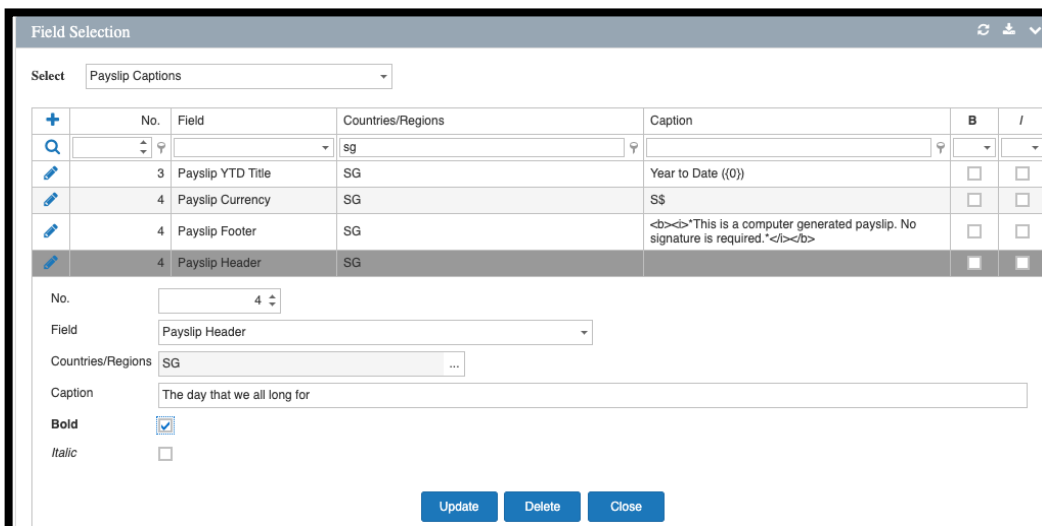 Field Selection
Select Payslip Captions
No. Field Countries/Regions Caption B I
sg
3 Payslip YTD Title SG Year to Date ({0})
4 Payslip Currency SG S$
4 Payslip Footer SG <b><i>*This is a computer generated payslip. No
signature is required.*</i></b>
4 Payslip Header SG
No. 4
Field Payslip Header
Countries/Regions SG ...
Caption The day that we all long for
Bold
Italic
Update Delete Close